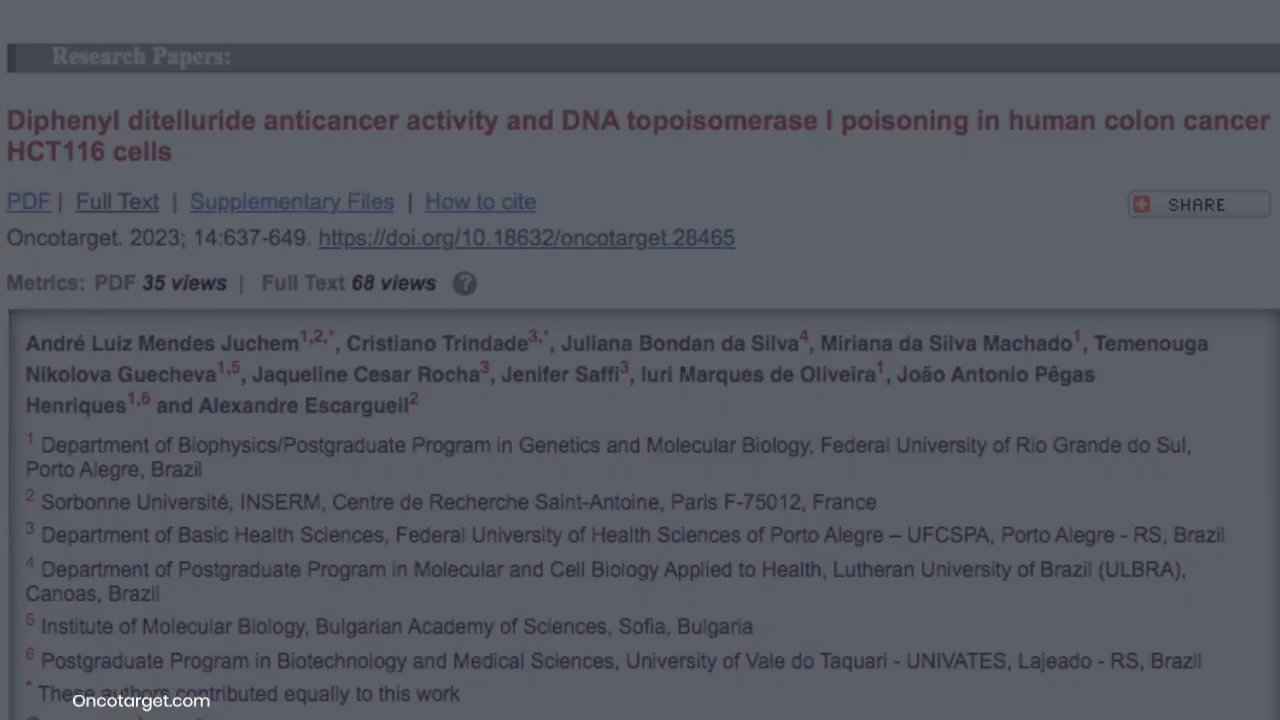 Research Papers:
Diphenyl ditelluride anticancer activity and DNA topoisomerase I poisoning in human colon cancer
HCT116 cells
PDF | Full Text | Supplementary Files | How to cite
SHARE
Oncotarget. 2023; 14:637-649. https://doi.org/10.18632/oncotarget.28465
Metrics: PDF 35 views | Full Text 68 views ?
André Luiz Mendes Juchem1,2,*, Cristiano Trindade3,*, Juliana Bondan da Silva4, Miriana da Silva Machado1, Temenouga
Nikolova Guecheva1,5, Jaqueline Cesar Rocha3, Jenifer Saffi3, Iuri Marques de Oliveira1, João Antonio Pêgas
Henriques1,6 and Alexandre Escargueil2
1 Department of Biophysics/Postgraduate Program in Genetics and Molecular Biology, Federal University of Rio Grande do Sul,
Porto Alegre, Brazil
2 Sorbonne Université, INSERM, Centre de Recherche Saint-Antoine, Paris F-75012, France
3 Department of Basic Health Sciences, Federal University of Health Sciences of Porto Alegre – UFCSPA, Porto Alegre - RS, Brazil
4 Department of Postgraduate Program in Molecular and Cell Biology Applied to Health, Lutheran University of Brazil (ULBRA),
Canoas, Brazil
5 Institute of Molecular Biology, Bulgarian Academy of Sciences, Sofia, Bulgaria
6 Postgraduate Program in Biotechnology and Medical Sciences, University of Vale do Taquari - UNIVATES, Lajeado - RS, Brazil
* These authors contributed equally to this work
Oncotarget.com